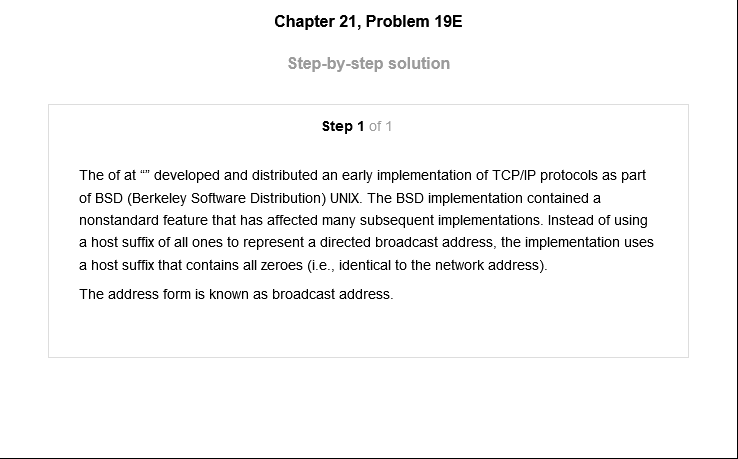 Chapter 21, Problem 19E
Step-by-step solution
Step 1 of 1
The of at “” developed and distributed an early implementation of TCP/IP protocols as part
of BSD (Berkeley Software Distribution) UNIX. The BSD implementation contained a
nonstandard feature that has affected many subsequent implementations. Instead of using
a host suffix of all ones to represent a directed broadcast address, the implementation uses
a host suffix that contains all zeroes (i.e., identical to the network address).
The address form is known as broadcast address.